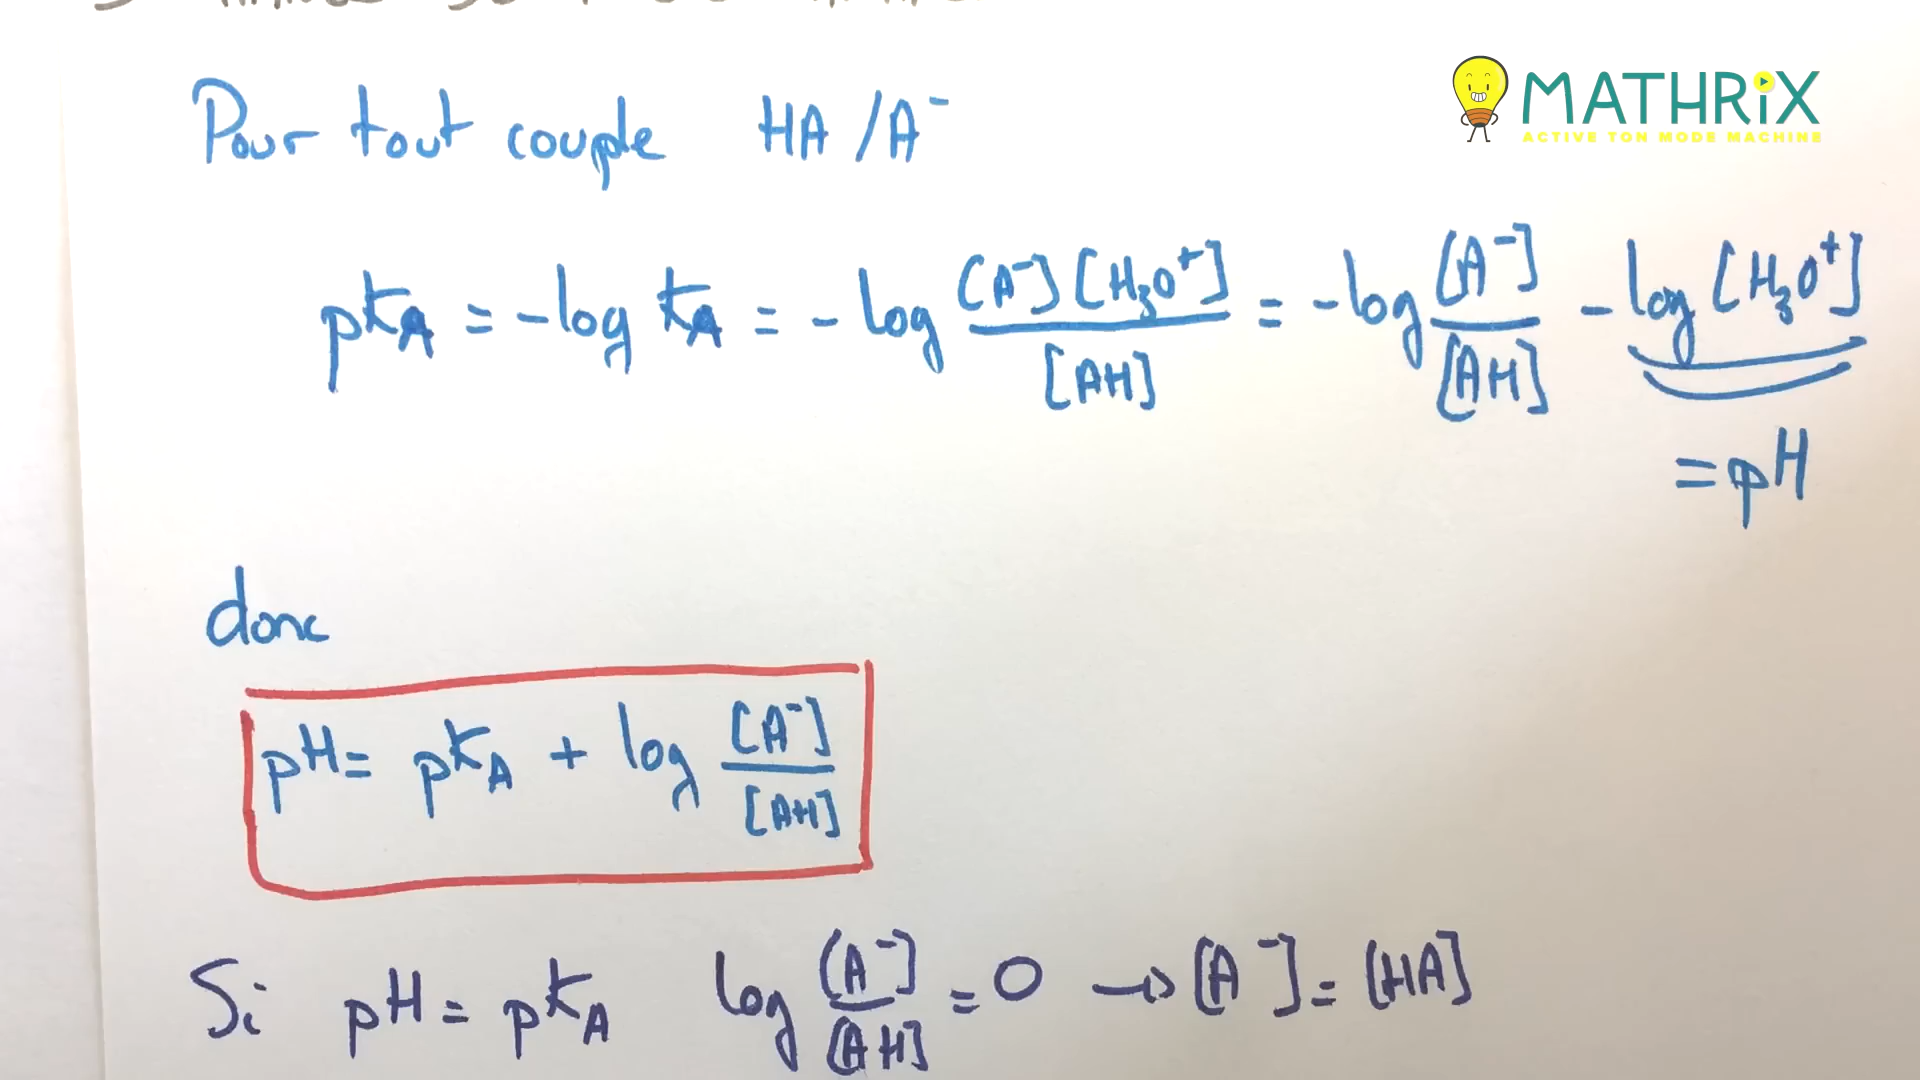 MATHRiX
ACTIVE TON MODE MACHINE
Pour tout couple HA/A⁻
pKA = -log KA = -log [A⁻][H₃O⁺] / [AH] = -log [A⁻] / [AH] - log [H₃O⁺]
= pH
donc
pH = pKA + log [A⁻] / [AH]
Si pH = pKA log [A⁻] / [AH] = 0 → [A⁻] = [HA]